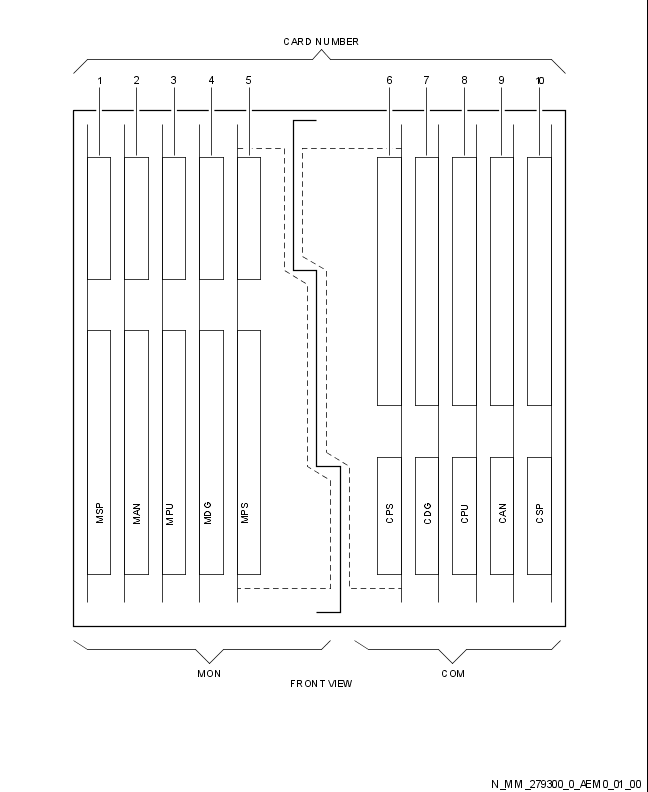 CARD NUMBER
1 2 3 4 5 6 7 8 9 10
MSP MAN MPU MDG MPS CPS CDG CPU CAN CSP
MON COM
FRONT VIEW
N_MM_279300_0_AEM0_01_00